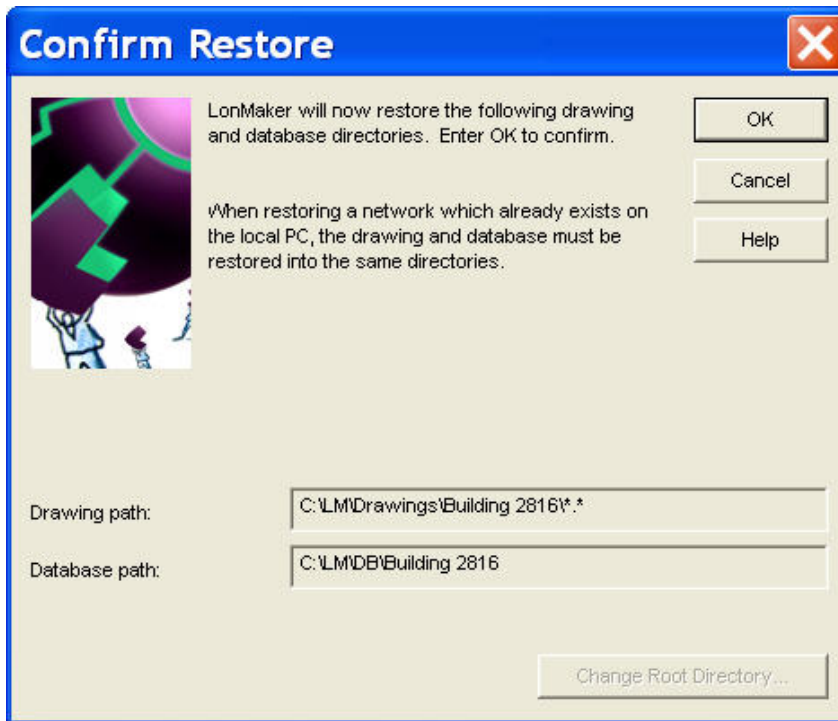 Confirm Restore
LonMaker will now restore the following drawing
and database directories. Enter OK to confirm.
When restoring a network which already exists on
the local PC, the drawing and database must be
restored into the same directories.
OK
Cancel
Help
Drawing path:
C:\LM\Drawings\Building 2816\*.*
Database path:
C:\LM\DB\Building 2816
Change Root Directory...